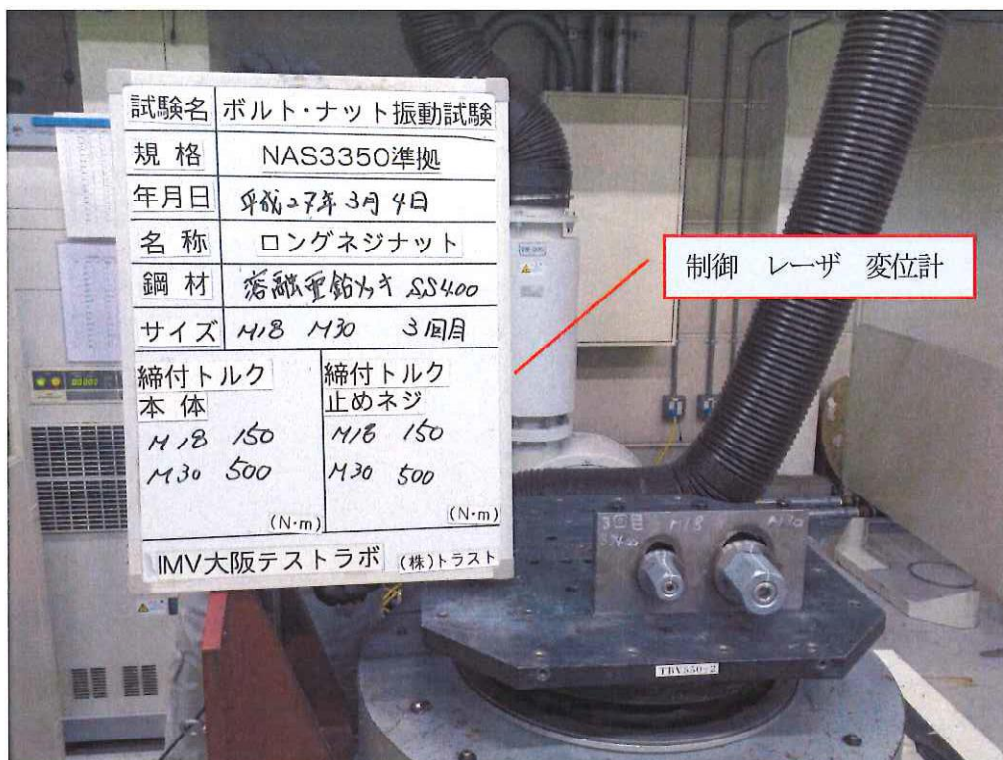 試験名 ボルト・ナット振動試験
規格 NAS3350準拠
年月日 平成27年3月4日
名称 ロングネジナット
鋼材 溶融亜鉛メッキ SS400
サイズ M18 M30 3回目
締付トルク
本体
M18 150
M30 500
(N·m)
締付トルク
止めネジ
M18 150
M30 500
(N·m)
IMV大阪テストラボ (株)トラスト
制御 レーザ 変位計
3回目 M18
TBV550-2